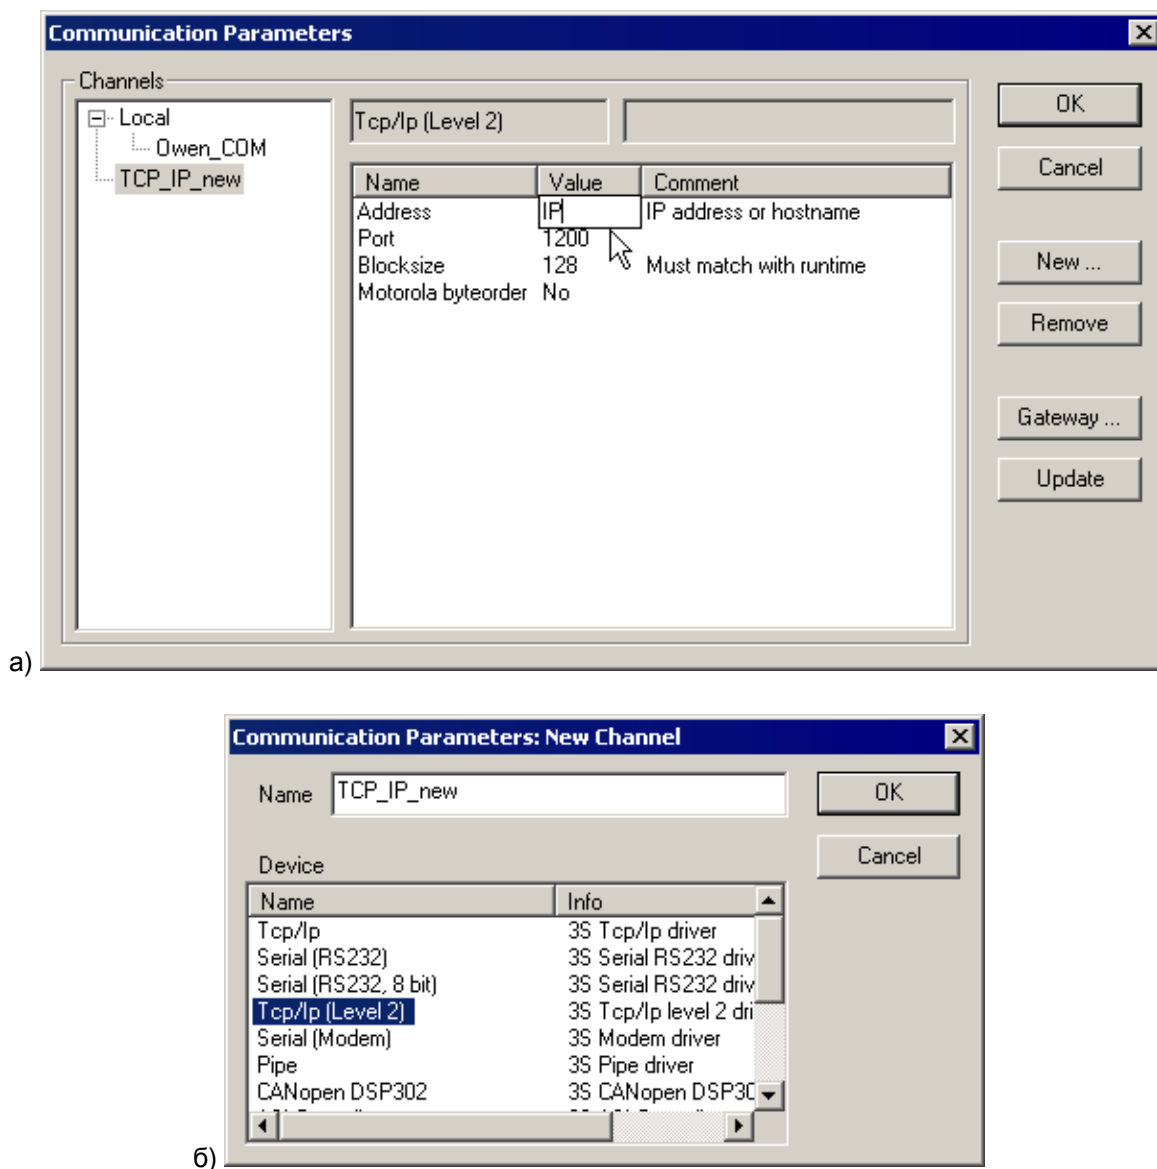 Communication Parameters
Channels
Local
Owen_COM
TCP_IP_new
Tcp/Ip (Level 2)
Name Value Comment
Address IP IP address or hostname
Port 1200
Blocksize 128 Must match with runtime
Motorola byteorder No
OK
Cancel
New ...
Remove
Gateway ...
Update
а)
Communication Parameters: New Channel
Name TCP_IP_new
OK
Cancel
Device
Name Info
Tcp/Ip 3S Tcp/Ip driver
Serial (RS232) 3S Serial RS232 driv
Serial (RS232, 8 bit) 3S Serial RS232 driv
Tcp/Ip (Level 2) 3S Tcp/Ip level 2 dri
Serial (Modem) 3S Modem driver
Pipe 3S Pipe driver
CANopen DSP302 3S CANopen DSP30
б)